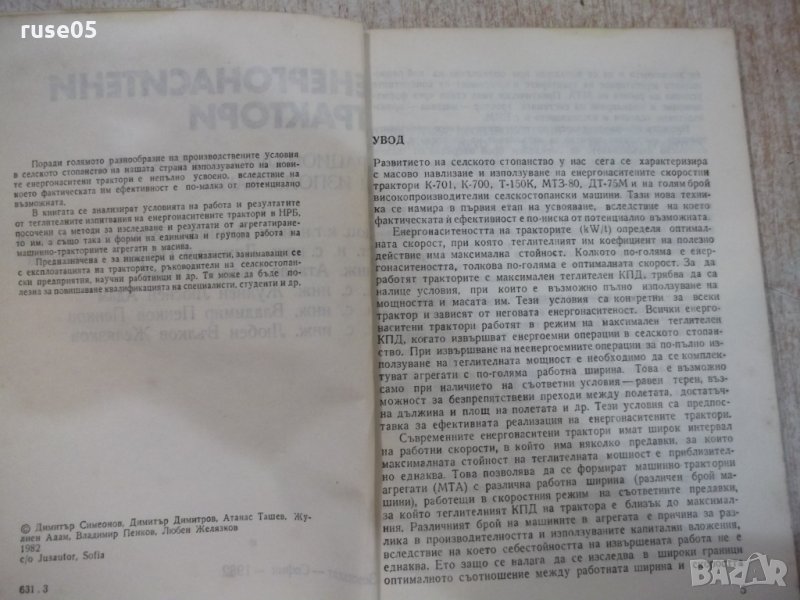 ruse05
Поради голямото разнообразие на производствените условия
в селското стопанство на нашата страна използуването на нови-
те енергонаситени трактори е непълно усвоено, вследствие на
което фактическата им ефективност е по-малка от потенциално
възможната.
В книгата се анализират условията на работа и резултатите
от теглителните изпитвания на енергонаситените трактори в НРБ,
посочени са методи за изследване и резултати от агрегатиране-
то им, а също така и форми на единична и групова работа на
машинно-тракторните агрегати в масива.
Предназначена е за инженери и специалисти, занимаващи се
с експлоатацията на тракторите, ръководители на селскостопан-
ски предприятия, научни работници и др. Тя може да бъде по-
лезна за повишаване квалификацията на специалисти, студенти и др.
© Димитър Симеонов, Димитър Димитров, Атанас Ташев, Жу-
лиен Адам, Владимир Пенков, Любен Желязков
1982
c/o Jusautor, Sofia
631.3
УВОД
Развитието на селското стопанство у нас сега се характеризира
с масово навлизане и използуване на енергонаситените скоростни
трактори К-701, К-700, Т-150К, МТЗ-80, ДТ-75М и на голям брой
високопроизводителни селскостопански машини. Тази нова техни-
ка се намира в първия етап на усвояване, вследствие на което
фактическата ѝ ефективност е по-ниска от потенциално възможната.
Енергонаситеността на тракторите (kW/t) определя оптимал-
ната скорост, при която теглителният им коефициент на полезно
действие има максимална стойност. Колкото по-голяма е енер-
гонаситеността, толкова по-голяма е оптималната скорост. За да
работят тракторите с максимален теглителен КПД, трябва да са
налице условия, при които е възможно пълно използуване на
мощността и масата им. Тези условия са конкретни за всеки
трактор и зависят от неговата енергонаситеност. Всички енерго-
наситени трактори работят в режим на максимален теглителен
КПД, когато извършват енергоемни операции в селското стопан-
ство. При извършване на неенергоемните операции за по-пълно из-
ползуване на теглителната мощност е необходимо да се комплек-
туват агрегати с по-голяма работна ширина. Това е възможно
само при наличието на съответни условия — равен терен, въз-
можност за безпрепятствени преходи между полетата, достатъч-
на дължина и площ на полетата и др. Тези условия са предпос-
тавка за ефективната реализация на енергонаситените трактори.
Съвременните енергонаситени трактори имат широк интервал
на работни скорости, в който има няколко предавки, за които
максималната стойност на теглителната мощност е приблизител-
но еднаква. Това позволява да се формират машинно тракторни
агрегати (МТА) с различна работна ширина (различен брой ма-
шини), работещи в скоростния режим на съответните предавки,
за който теглителният КПД на трактора е близък до максимал-
ния. Различният брой на машините в агрегата е причина за раз-
лика в производителността и използуваните капитални вложения,
вследствие на което себестойността на извършената работа не
е еднаква. Ето защо се налага да се изследва в широки граници
оптималното съотношение между работната ширина и
5
BAZAR